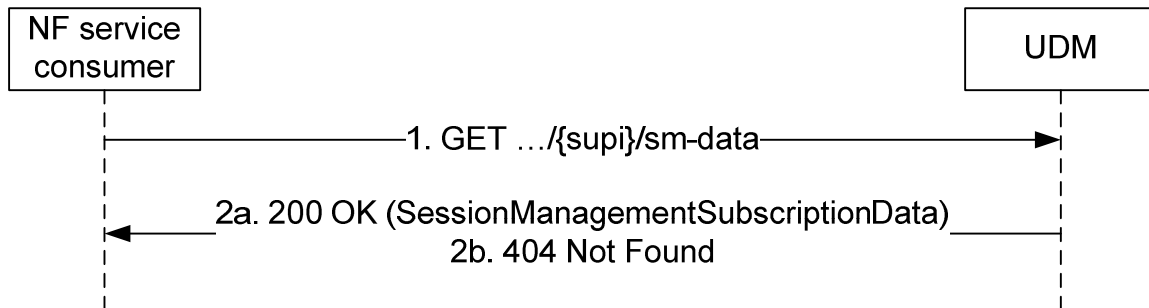 NF service
consumer
UDM
1. GET …/{supi}/sm-data
2a. 200 OK (SessionManagementSubscriptionData)
2b. 404 Not Found